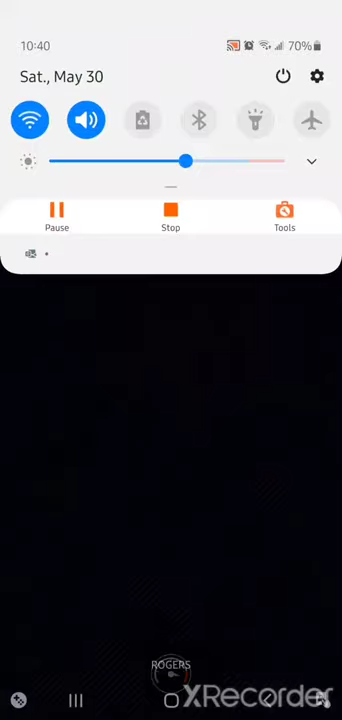 10:40
70%
Sat., May 30
Pause
Stop
Tools
ROGERS
XRecorder